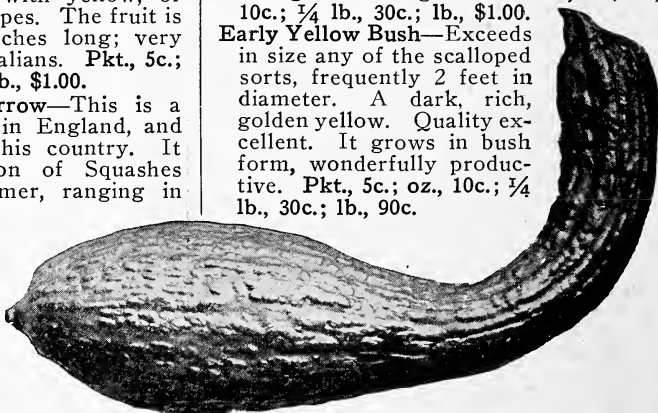 pes. The fruit is
ches long; very
alians. Pkt., 5c.;
b., $1.00.
rrow—This is a
in England, and
his country. It
on of Squashes
mer, ranging in
10c.; ¼ lb., 30c.; lb., $1.00.
Early Yellow Bush—Exceeds
in size any of the scalloped
sorts, frequently 2 feet in
diameter. A dark, rich,
golden yellow. Quality ex-
cellent. It grows in bush
form, wonderfully produc-
tive. Pkt., 5c.; oz., 10c.; ¼
lb., 30c.; lb., 90c.